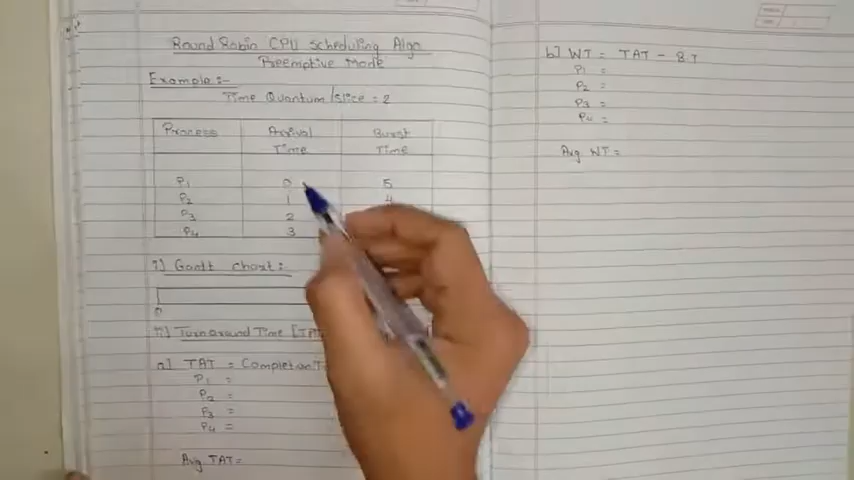 Round Robin CPU Scheduling Algo
Preemptive Mode
Example :-
Time Quantum / slice = 2
Process Arrival Time Burst Time
P1 0 5
P2 1 4
P3 2
P4 3
i) Gantt chart :-
0
ii) Turnaround Time [TAT
a] TAT = Completion T
P1 =
P2 =
P3 =
P4 =
Avg TAT =
b] WT = TAT - BT
P1 =
P2 =
P3 =
P4 =
Avg WT =